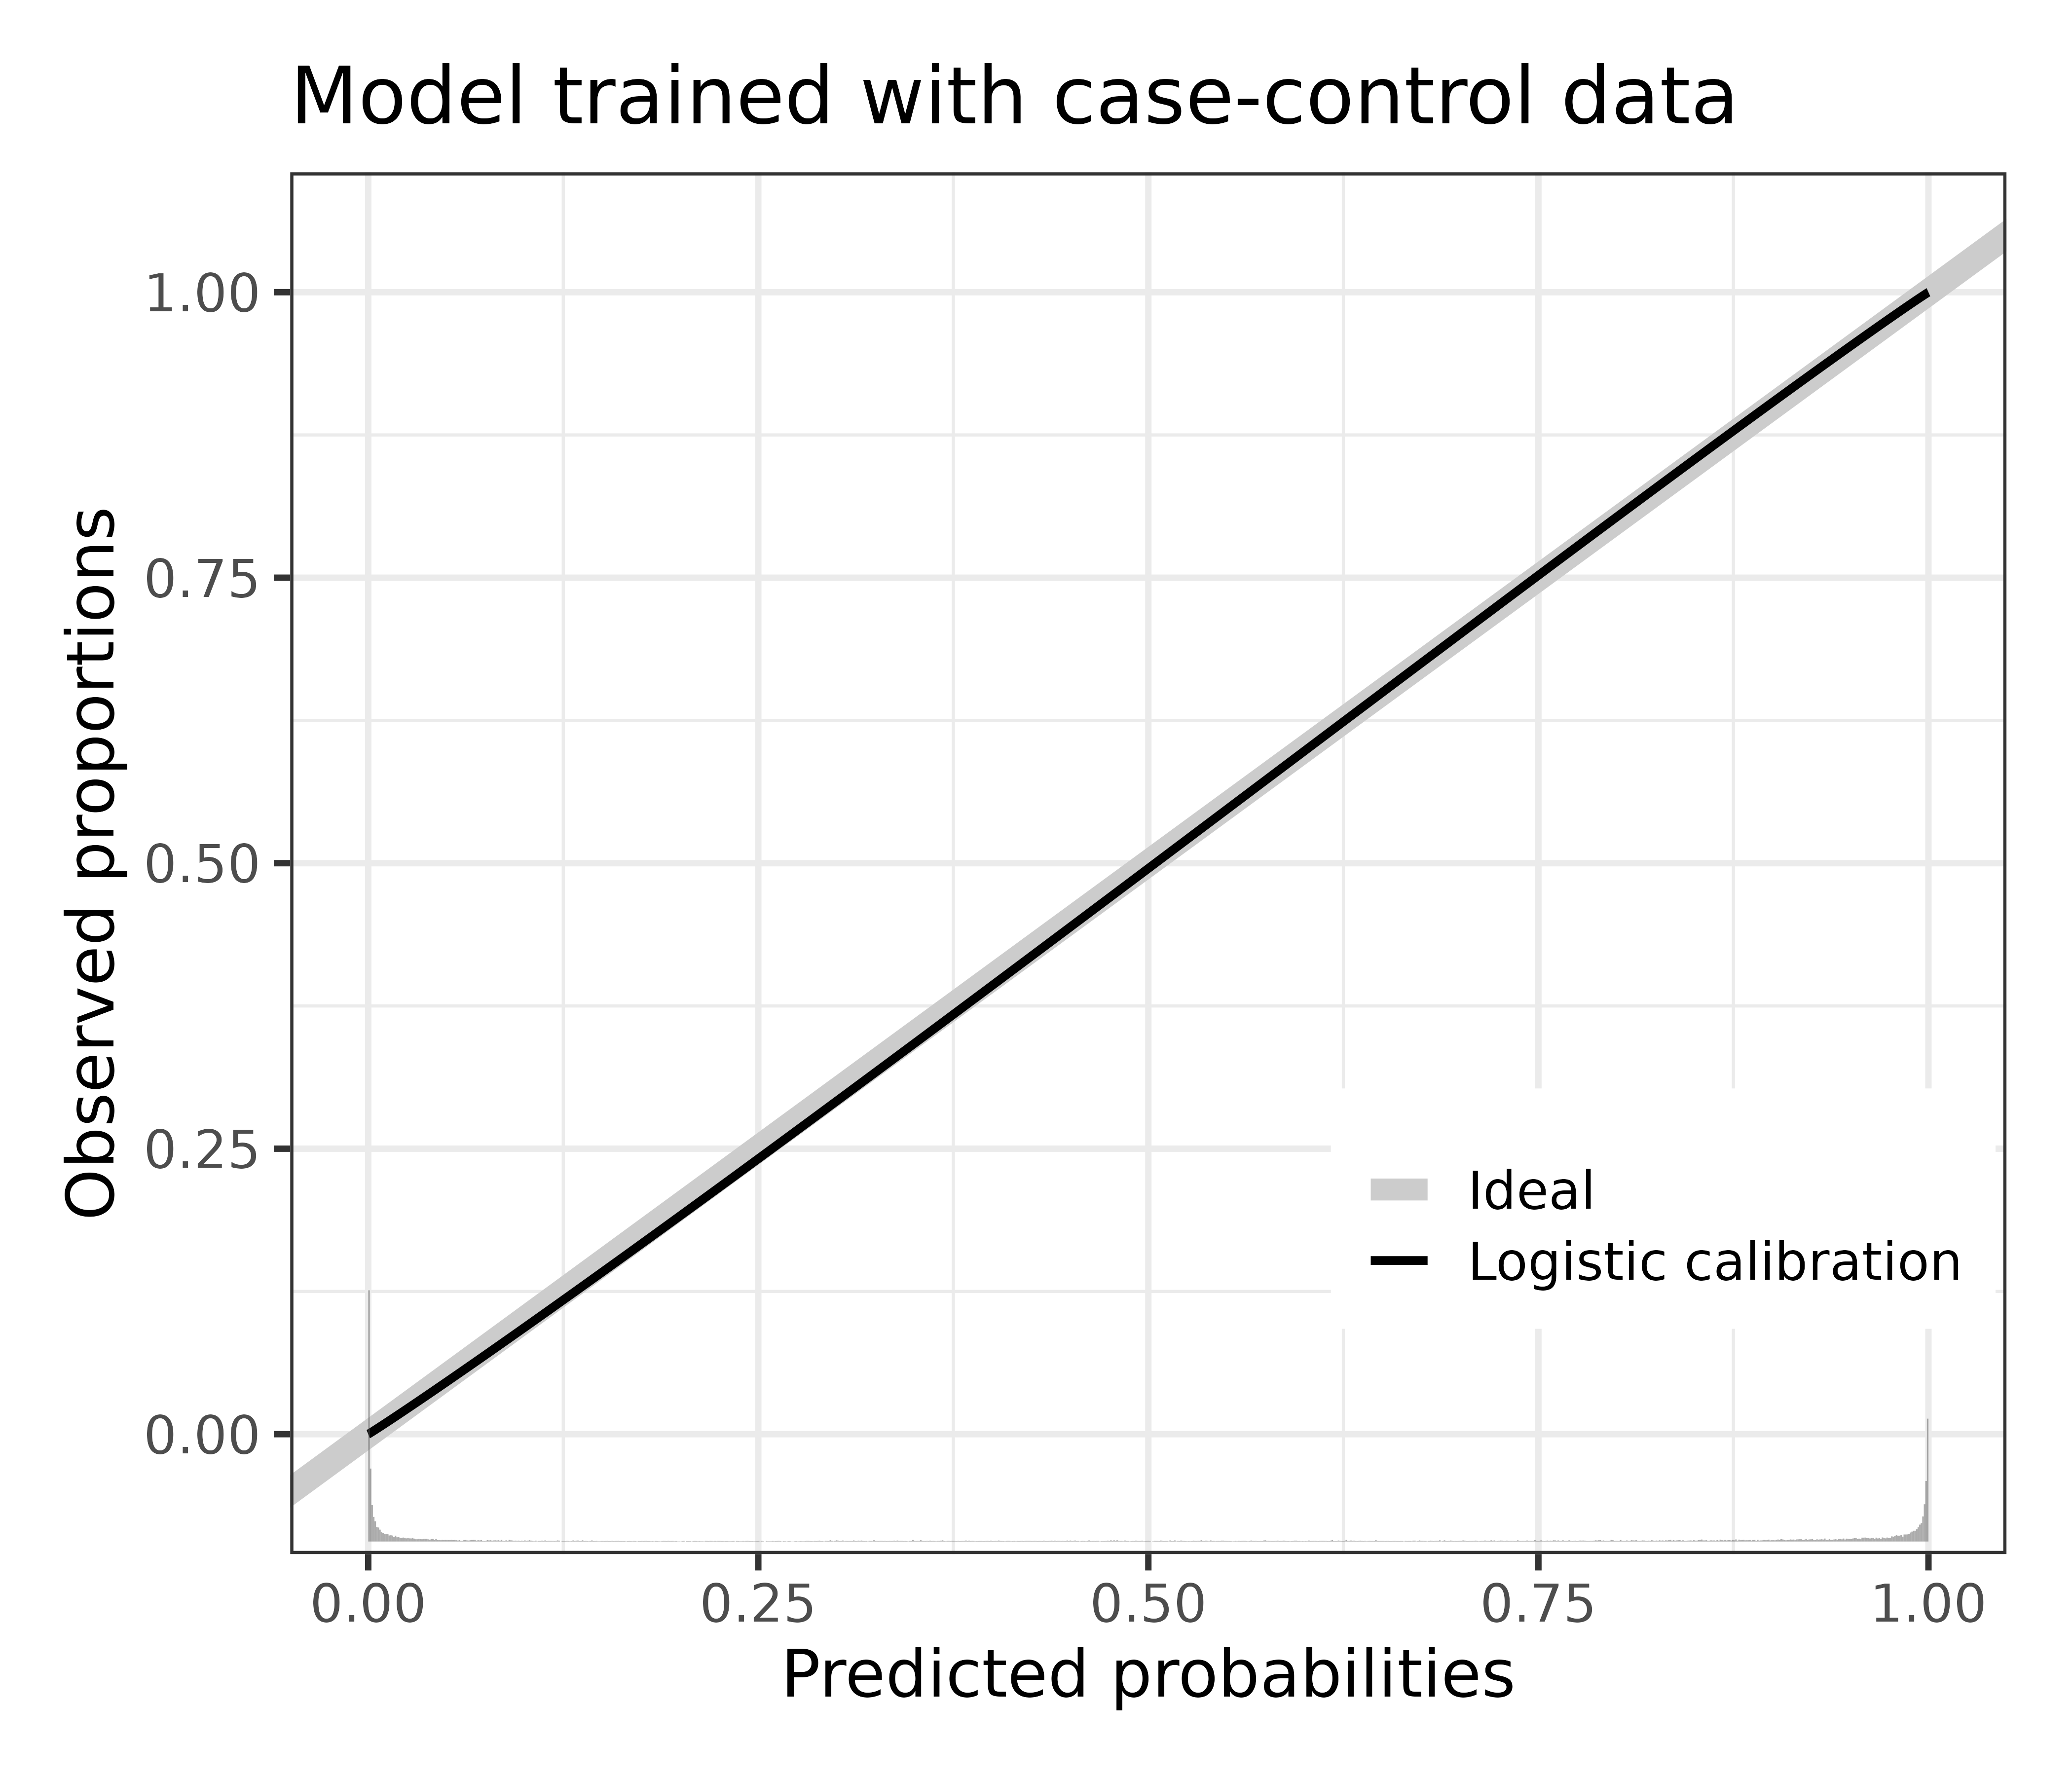 Model trained with case-control data
Observed proportions
1.00
0.75
0.50
0.25
0.00
Ideal
Logistic calibration
0.00 0.25 0.50 0.75 1.00
Predicted probabilities